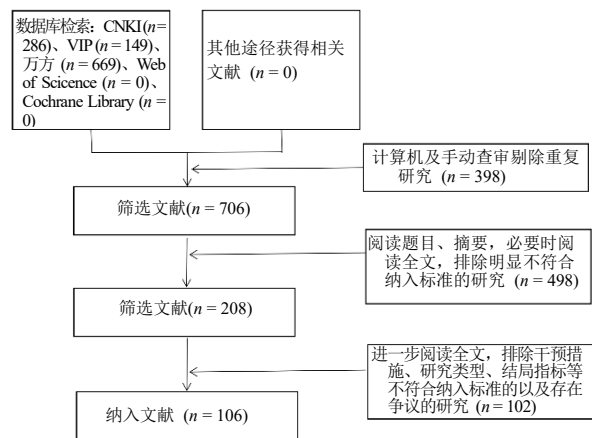 数据库检索：CNKI(n=
286)、VIP(n=149)、
万方 (n=669)、Web
of Scicence (n = 0)、
Cochrane Library (n =
0)
其他途径获得相关
文献 (n = 0)
计算机及手动查审剔除重复
研究 (n = 398)
筛选文献(n = 706)
阅读题目、摘要，必要时阅
读全文，排除明显不符合
纳入标准的研究 (n = 498)
筛选文献(n = 208)
进一步阅读全文，排除干预措
施、研究类型、结局指标等
不符合纳入标准的以及存在
争议的研究 (n = 102)
纳入文献 (n = 106)